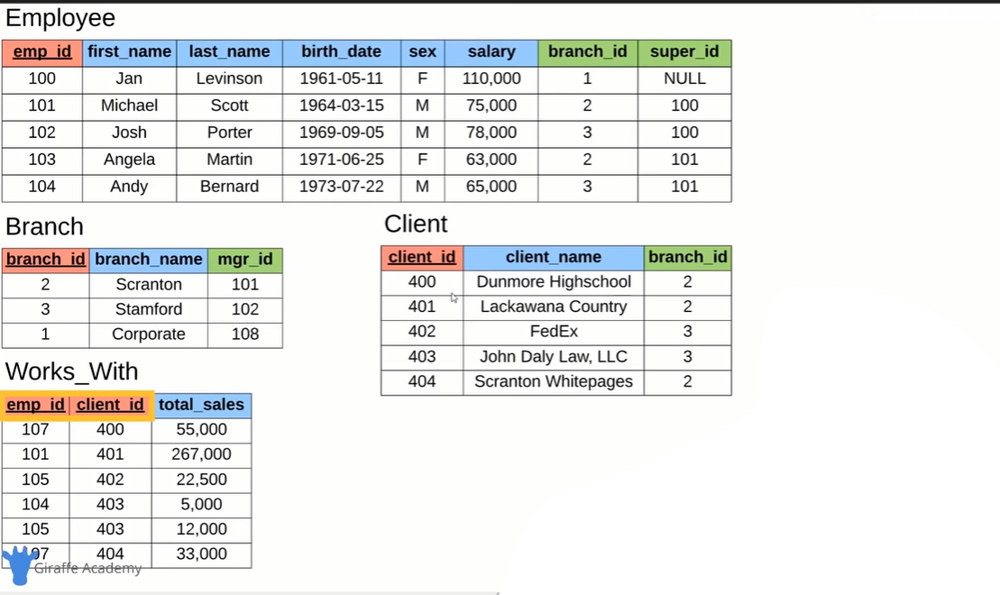 Employee
emp_id first_name last_name birth_date sex salary branch_id super_id
100 Jan Levinson 1961-05-11 F 110,000 1 NULL
101 Michael Scott 1964-03-15 M 75,000 2 100
102 Josh Porter 1969-09-05 M 78,000 3 100
103 Angela Martin 1971-06-25 F 63,000 2 101
104 Andy Bernard 1973-07-22 M 65,000 3 101
Branch
branch_id branch_name mgr_id
2 Scranton 101
3 Stamford 102
1 Corporate 108
Client
client_id client_name branch_id
400 Dunmore Highschool 2
401 Lackawana Country 2
402 FedEx 3
403 John Daly Law, LLC 3
404 Scranton Whitepages 2
Works_With
emp_id client_id total_sales
107 400 55,000
101 401 267,000
105 402 22,500
104 403 5,000
105 403 12,000
404 33,000
Giraffe Academy